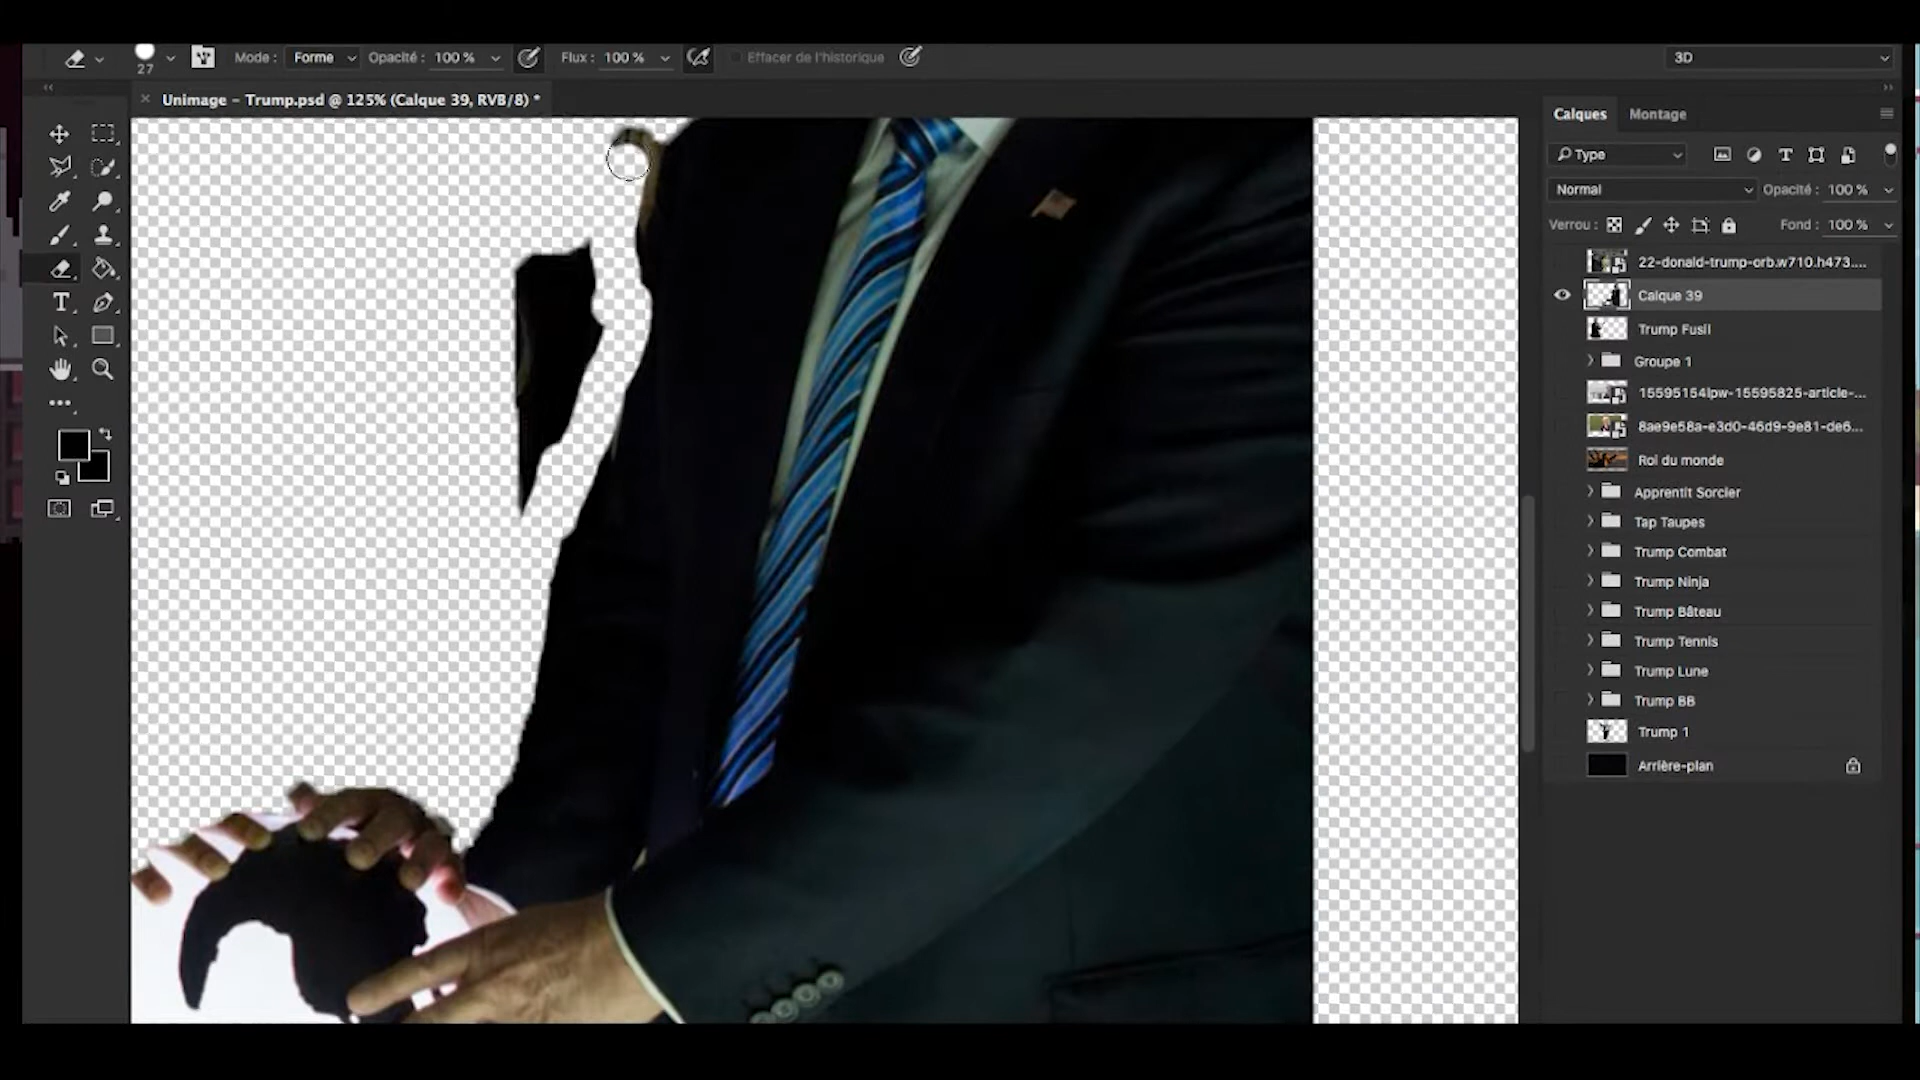 27 Mode : Forme Opacité : 100 % Flux : 100 % Effacer de l'historique 3D
Unimage - Trump.psd @ 125% (Calque 39, RVB/8) *
Calques Montage
Type
Normal Opacité : 100 %
Verrou : Fond : 100 %
22-donald-trump-orb.w710.h473....
Calque 39
Trump Fusil
Groupe 1
15595154lpw-15595825-article-...
8ae9e58a-e3d0-46d9-9e81-de6...
Roi du monde
Apprentit Sorcier
Tap Taupes
Trump Combat
Trump Ninja
Trump Bâteau
Trump Tennis
Trump Lune
Trump BB
Trump 1
Arrière-plan